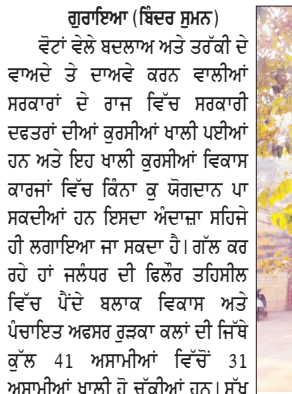 ਗੁਰਾਇਆ (ਬਿੰਦਰ ਸੁਮਨ)
ਵੋਟਾਂ ਵੇਲੇ ਬਦਲਾਅ ਅਤੇ ਤਰੱਕੀ ਦੇ
ਵਾਅਦੇ ਤੇ ਦਾਅਵੇ ਕਰਨ ਵਾਲੀਆਂ
ਸਰਕਾਰਾਂ ਦੇ ਰਾਜ ਵਿੱਚ ਸਰਕਾਰੀ
ਦਫਤਰਾਂ ਦੀਆਂ ਕੁਰਸੀਆਂ ਖਾਲੀ ਪਈਆਂ
ਹਨ ਅਤੇ ਇਹ ਖਾਲੀ ਕੁਰਸੀਆਂ ਵਿਕਾਸ
ਕਾਰਜਾਂ ਵਿੱਚ ਕਿੰਨਾ ਕੁ ਯੋਗਦਾਨ ਪਾ
ਸਕਦੀਆਂ ਹਨ ਇਸਦਾ ਅੰਦਾਜ਼ਾ ਸਹਿਜੇ
ਹੀ ਲਗਾਇਆ ਜਾ ਸਕਦਾ ਹੈ। ਗੱਲ ਕਰ
ਰਹੇ ਹਾਂ ਜਲੰਧਰ ਦੀ ਫਿਲੌਰ ਤਹਿਸੀਲ
ਵਿੱਚ ਪੈਂਦੇ ਬਲਾਕ ਵਿਕਾਸ ਅਤੇ
ਪੰਚਾਇਤ ਅਫਸਰ ਰੁੜਕਾ ਕਲਾਂ ਦੀ ਜਿੱਥੇ
ਕੁੱਲ 41 ਅਸਾਮੀਆਂ ਵਿੱਚੋਂ 31
ਅਸਾਮੀਆਂ ਖਾਲੀ ਹੋ ਚੁੱਕੀਆਂ ਹਨ।